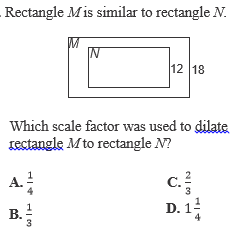 . Rectangle M is similar to rectangle N.
M
N
12 18
Which scale factor was used to dilate
rectangle M to rectangle N?
A. 1/4
C. 2/3
B. 1/3
D. 1 1/4